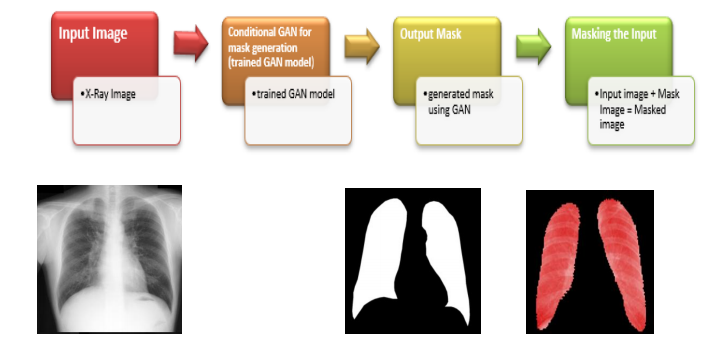 Input Image
•X-Ray Image
Conditional GAN for
mask generation
(trained GAN model)
•trained GAN model
Output Mask
•generated mask
using GAN
Masking the Input
•Input image + Mask
Image = Masked
image